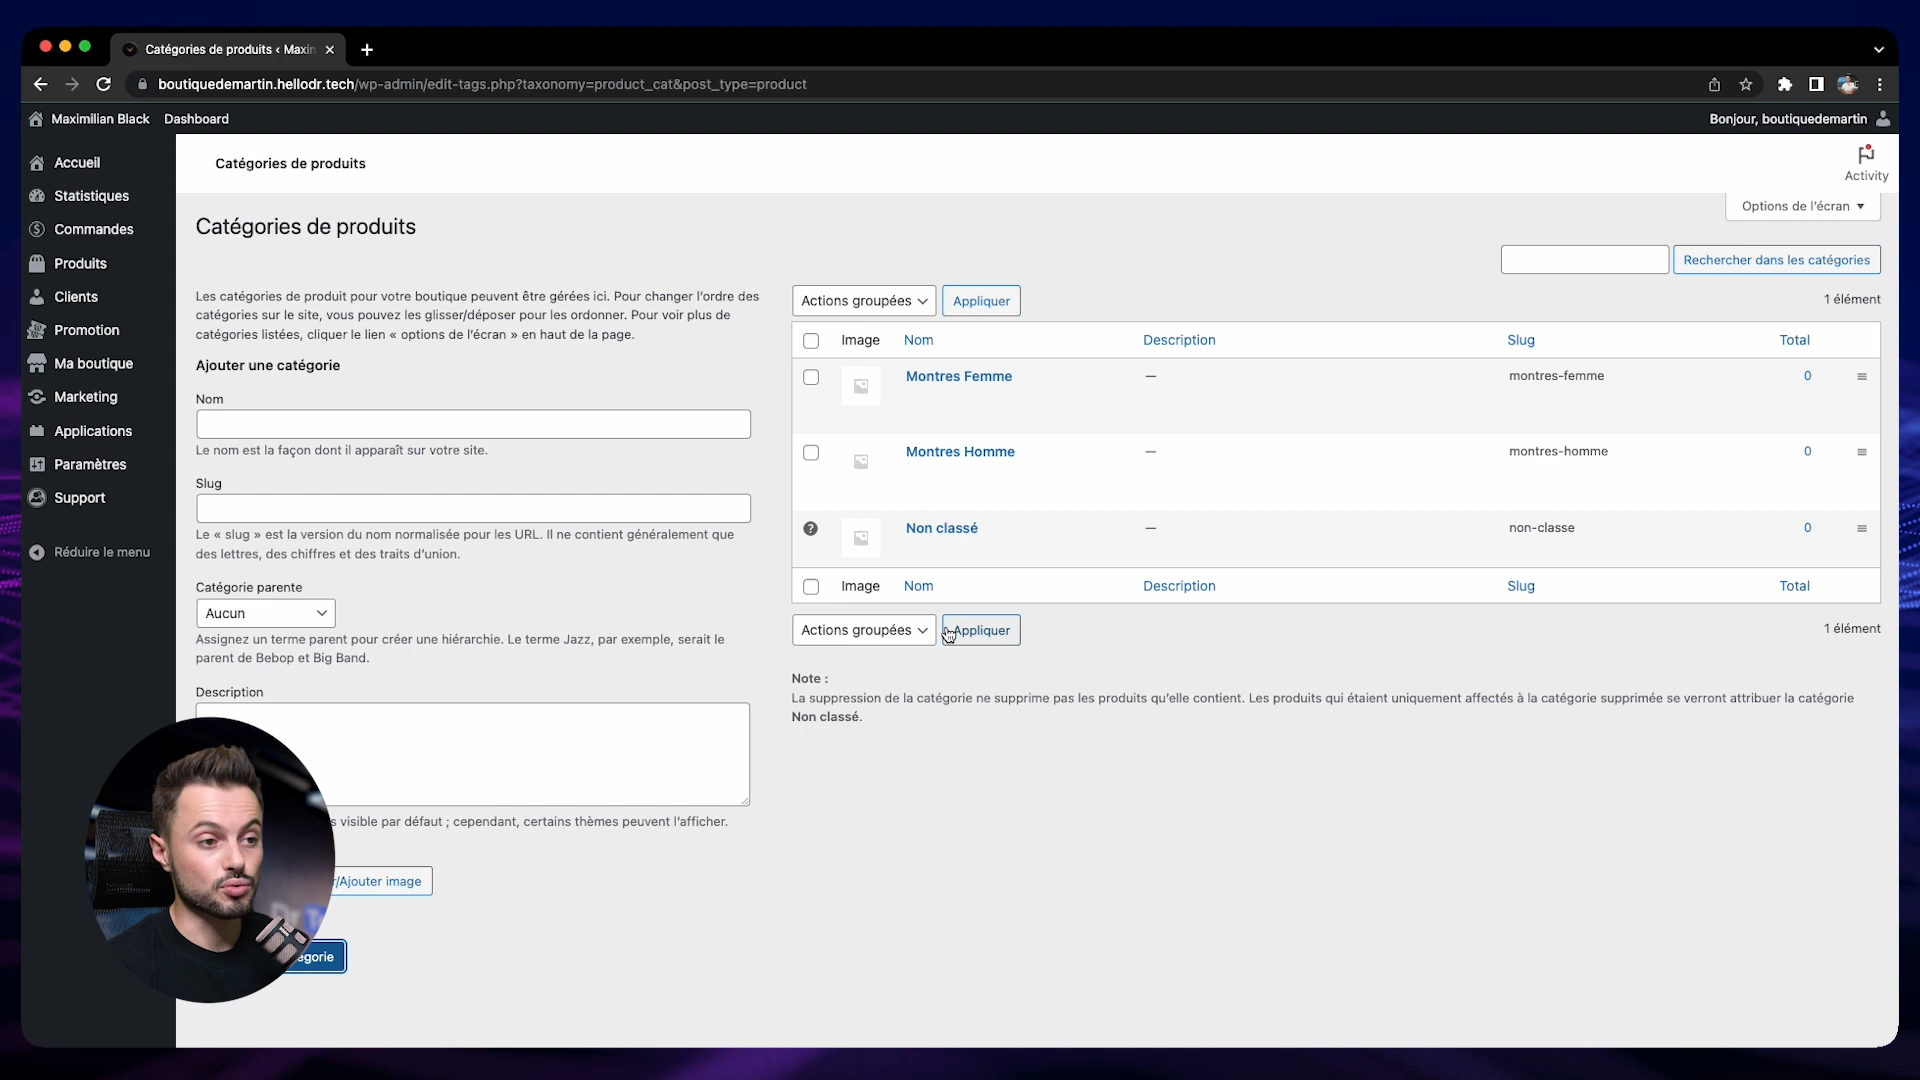 Catégories de produits ‹ Maxin
boutiquedemartin.hellodr.tech/wp-admin/edit-tags.php?taxonomy=product_cat&post_type=product
Maximilian Black
Dashboard
Bonjour, boutiquedemartin
Accueil
Statistiques
Commandes
Produits
Clients
Promotion
Ma boutique
Marketing
Applications
Paramètres
Support
Réduire le menu
Catégories de produits
Activity
Options de l'écran
Catégories de produits
Rechercher dans les catégories
Les catégories de produit pour votre boutique peuvent être gérées ici. Pour changer l'ordre des
catégories sur le site, vous pouvez les glisser/déposer pour les ordonner. Pour voir plus de
catégories listées, cliquer le lien « options de l'écran » en haut de la page.
Ajouter une catégorie
Nom
Le nom est la façon dont il apparaît sur votre site.
Slug
Le « slug » est la version du nom normalisée pour les URL. Il ne contient généralement que
des lettres, des chiffres et des traits d'union.
Catégorie parente
Aucun
Assignez un terme parent pour créer une hiérarchie. Le terme Jazz, par exemple, serait le
parent de Bebop et Big Band.
Description
visible par défaut ; cependant, certains thèmes peuvent l'afficher.
/Ajouter image
égorie
Actions groupées
Appliquer
1 élément
Image Nom Description Slug Total
Montres Femme — montres-femme 0
Montres Homme — montres-homme 0
Non classé — non-classe 0
Image Nom Description Slug Total
Actions groupées
Appliquer
1 élément
Note :
La suppression de la catégorie ne supprime pas les produits qu'elle contient. Les produits qui étaient uniquement affectés à la catégorie supprimée se verront attribuer la catégorie
Non classé.